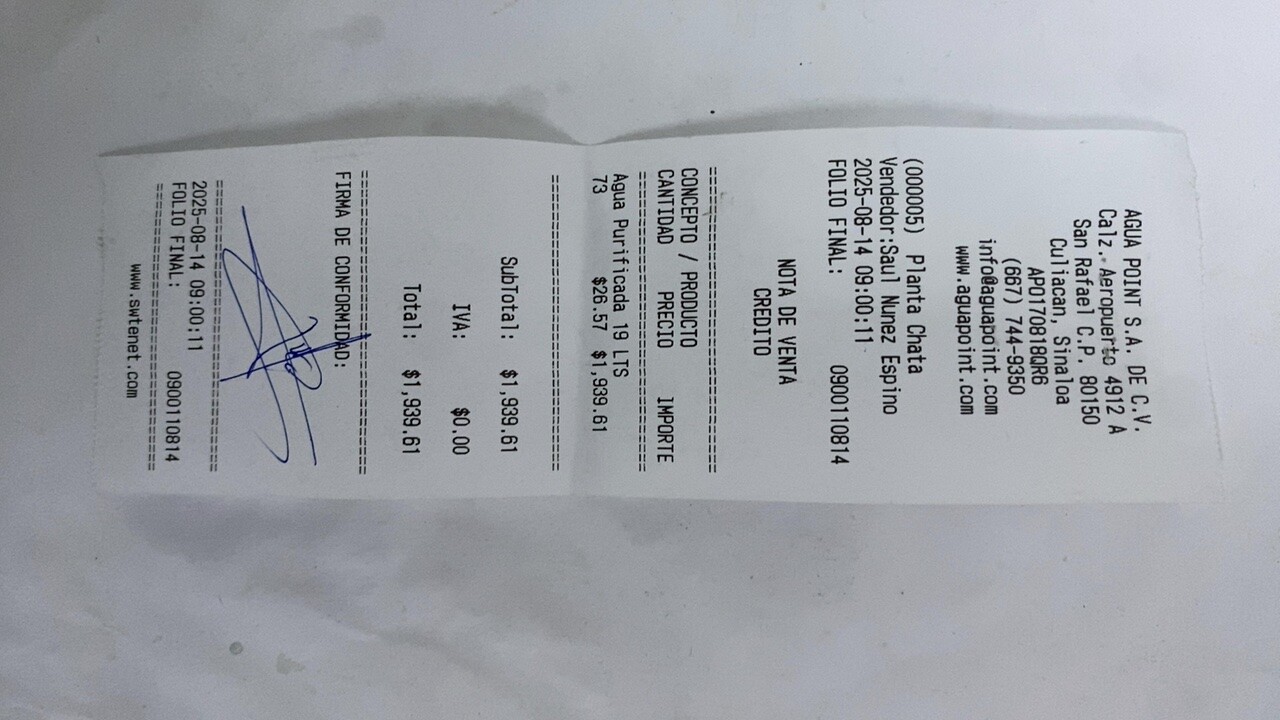 AGUA POINT S.A. DE C.V.
Calz. Aeropuerto 4912 A
San Rafael C.P. 80150
Culiacan, Sinaloa
APO170818QR6
(667) 744-9350
info@aguapoint.com
www.aguapoint.com
(000005) Planta Chata
Vendedor:Saul Nunez Espino
2025-08-14 09:00:11
FOLIO FINAL: 0900110814
NOTA DE VENTA
CREDITO
==================================
CONCEPTO / PRODUCTO
CANTIDAD PRECIO IMPORTE
==================================
Agua Purificada 19 LTS
73 $26.57 $1,939.61
==================================
SubTotal: $1,939.61
IVA: $0.00
Total: $1,939.61
==================================
FIRMA DE CONFORMIDAD:
==================================
2025-08-14 09:00:11
FOLIO FINAL: 0900110814
==================================
www.swtenet.com